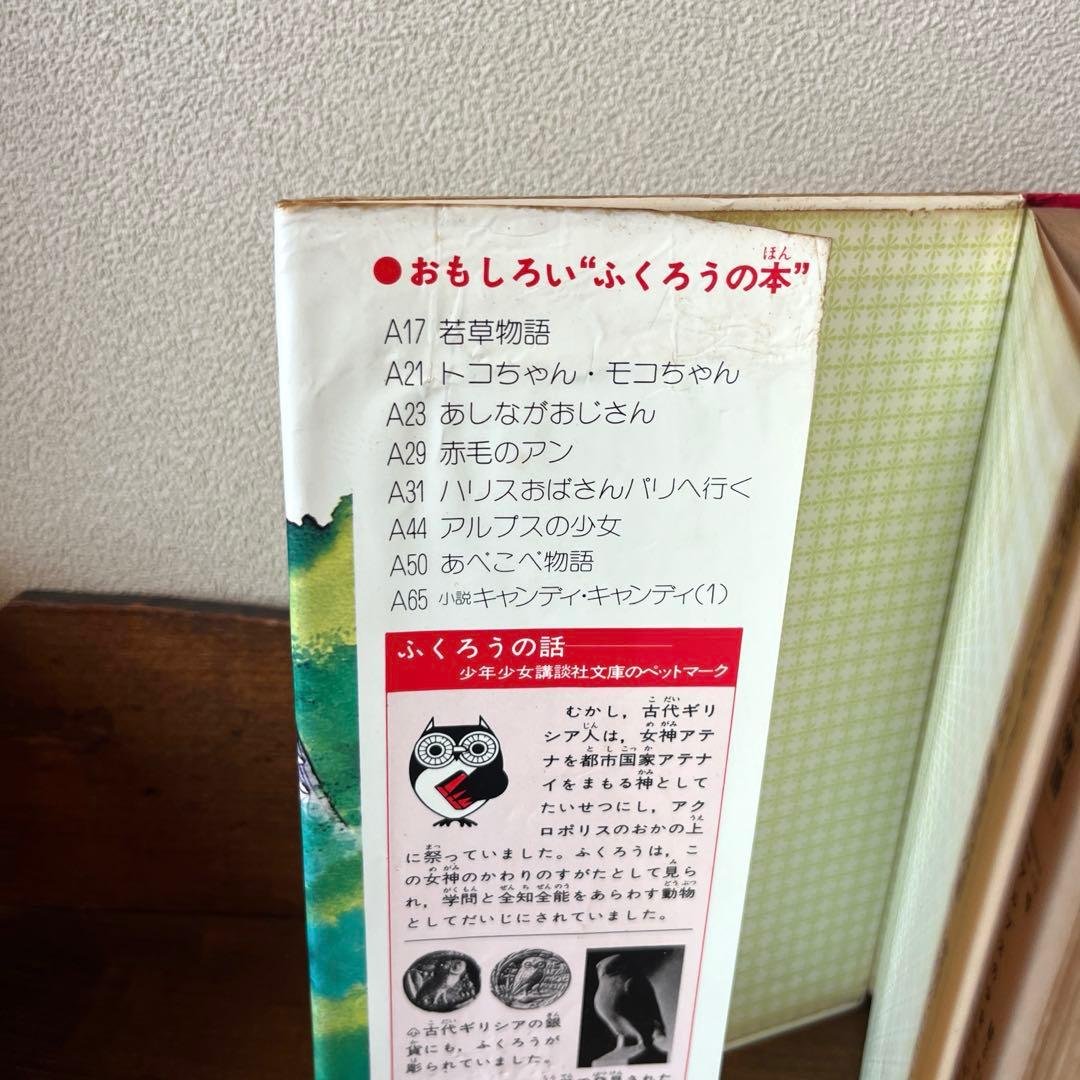 ●おもしろい“ふくろうの本”
A17 若草物語
A21 トコちゃん・モコちゃん
A23 あしながおじさん
A29 赤毛のアン
A31 ハリスおばさんパリへ行く
A44 アルプスの少女
A50 あべこべ物語
A65 小説キャンディ・キャンディ(1)
ふくろうの話
少年少女講談社文庫のペットマーク
むかし，古代ギリ
シア人は，女神アテ
ナを都市国家アテナ
イをまもる神として
たいせつにし，アク
ロポリスのおかの上
に祭っていました。ふくろうは，こ
の女神のかわりのすがたとして見ら
れ，学問と全知全能をあらわす動物
としてだいじにされていました。
古代ギリシアの銀
貨にも，ふくろうが
彫られていました。